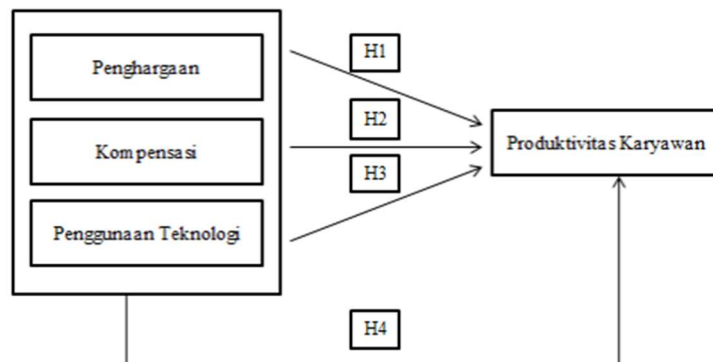 Penghargaan
H1
H2
Kompensasi
Produktivitas Karyawan
H3
Penggunaan Teknologi
H4